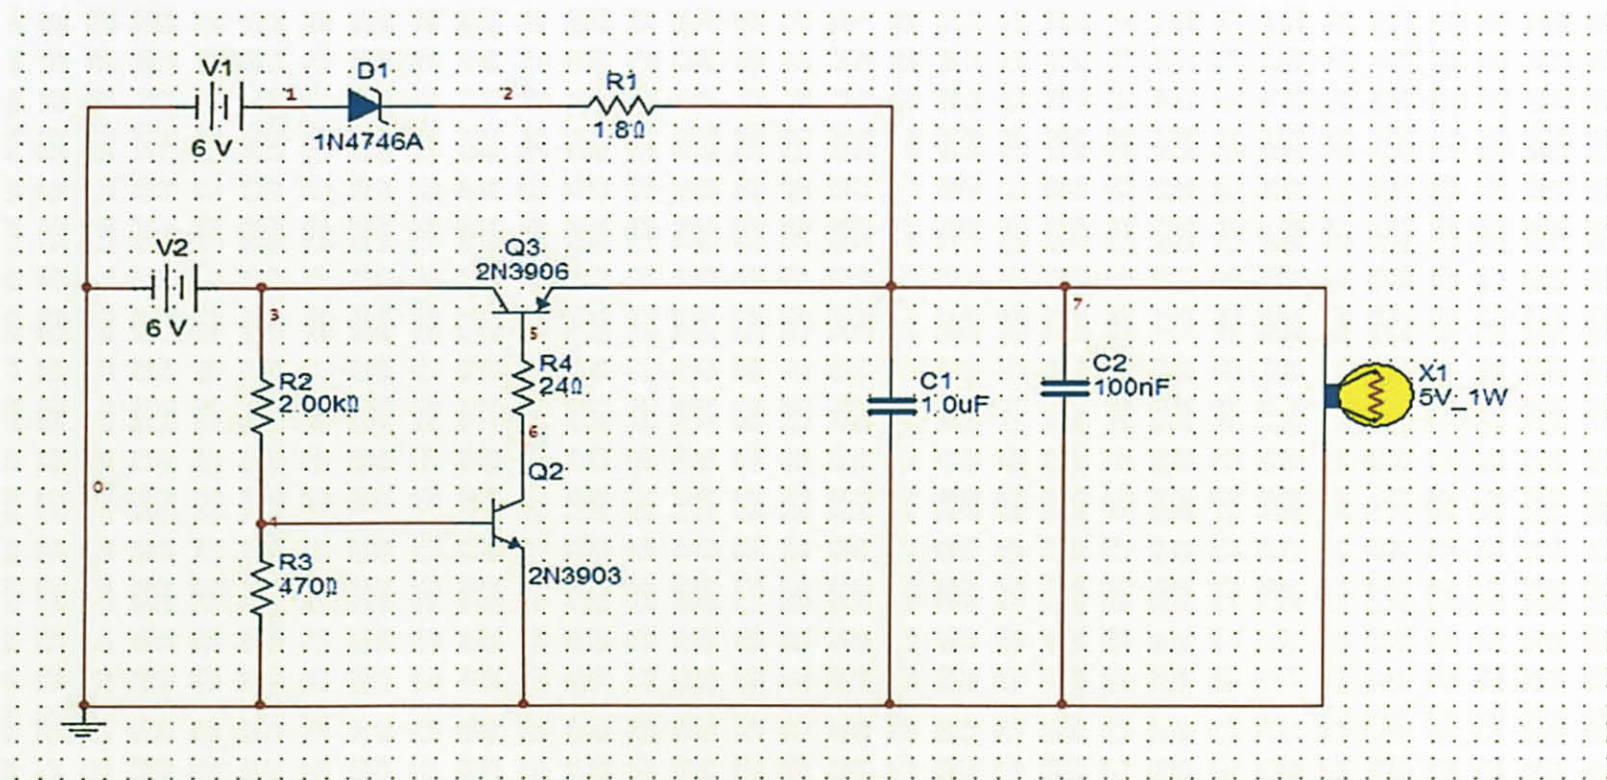 V1
6 V
1
D1
1N4746A
2
R1
1.8Ω
V2
6 V
3
Q3
2N3906
5
R4
24Ω
6
R2
2.00kΩ
Q2
2N3903
4
R3
470Ω
0
C1
1.0uF
7
C2
100nF
X1
5V_1W